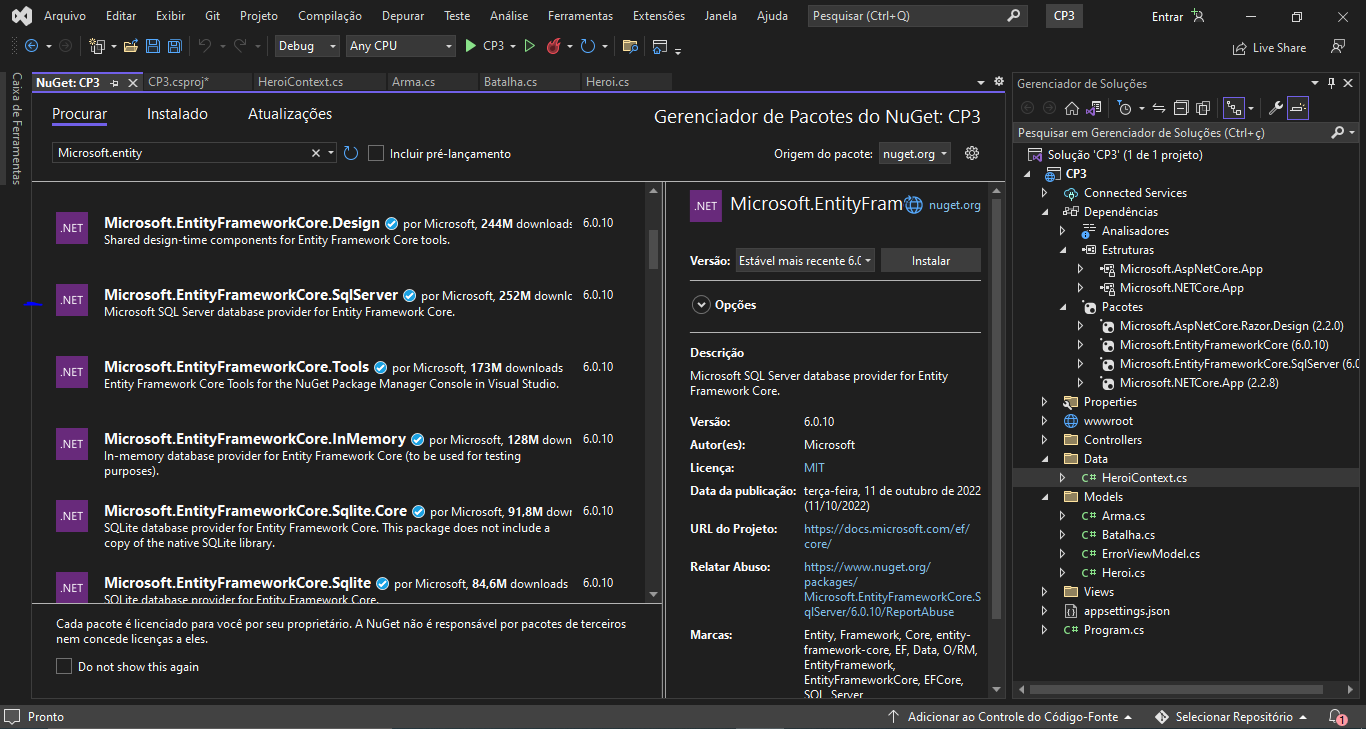 Arquivo Editar Exibir Git Projeto Compilação Depurar Teste Análise Ferramentas Extensões Janela Ajuda Pesquisar (Ctrl+Q) CP3 Entrar
Debug Any CPU CP3 Live Share
Caixa de Ferramentas
NuGet: CP3 CP3.csproj* HeroiContext.cs Arma.cs Batalha.cs Heroi.cs
Procurar Instalado Atualizações
Gerenciador de Pacotes do NuGet: CP3
Microsoft.entity Incluir pré-lançamento Origem do pacote: nuget.org
.NET Microsoft.EntityFrameworkCore.Design por Microsoft, 244M downloads 6.0.10
Shared design-time components for Entity Framework Core tools.
.NET Microsoft.EntityFrameworkCore.SqlServer por Microsoft, 252M downlc 6.0.10
Microsoft SQL Server database provider for Entity Framework Core.
.NET Microsoft.EntityFrameworkCore.Tools por Microsoft, 173M downloads 6.0.10
Entity Framework Core Tools for the NuGet Package Manager Console in Visual Studio.
.NET Microsoft.EntityFrameworkCore.InMemory por Microsoft, 128M down 6.0.10
In-memory database provider for Entity Framework Core (to be used for testing
purposes).
.NET Microsoft.EntityFrameworkCore.Sqlite.Core por Microsoft, 91,8M dow 6.0.10
SQLite database provider for Entity Framework Core. This package does not include a
copy of the native SQLite library.
.NET Microsoft.EntityFrameworkCore.Sqlite por Microsoft, 84,6M downloads 6.0.10
SQLite database provider for Entity Framework Core.
Cada pacote é licenciado para você por seu proprietário. A NuGet não é responsável por pacotes de terceiros
nem concede licenças a eles.
Do not show this again
.NET Microsoft.EntityFram nuget.org
Versão: Estável mais recente 6.0 Instalar
Opções
Descrição
Microsoft SQL Server database provider for Entity
Framework Core.
Versão: 6.0.10
Autor(es): Microsoft
Licença: MIT
Data da publicação: terça-feira, 11 de outubro de 2022
(11/10/2022)
URL do Projeto: https://docs.microsoft.com/ef/
core/
Relatar Abuso: https://www.nuget.org/
packages/
Microsoft.EntityFrameworkCore.S
qlServer/6.0.10/ReportAbuse
Marcas: Entity, Framework, Core, entity-
framework-core, EF, Data, O/RM,
EntityFramework,
EntityFrameworkCore, EFCore,
SQL, Server
Gerenciador de Soluções
Pesquisar em Gerenciador de Soluções (Ctrl+ç)
Solução 'CP3' (1 de 1 projeto)
CP3
Connected Services
Dependências
Analisadores
Estruturas
Microsoft.AspNetCore.App
Microsoft.NETCore.App
Pacotes
Microsoft.AspNetCore.Razor.Design (2.2.0)
Microsoft.EntityFrameworkCore (6.0.10)
Microsoft.EntityFrameworkCore.SqlServer (6.0
Microsoft.NETCore.App (2.2.8)
Properties
wwwroot
Controllers
Data
C# HeroiContext.cs
Models
C# Arma.cs
C# Batalha.cs
C# ErrorViewModel.cs
C# Heroi.cs
Views
appsettings.json
C# Program.cs
Pronto Adicionar ao Controle do Código-Fonte Selecionar Repositório 1